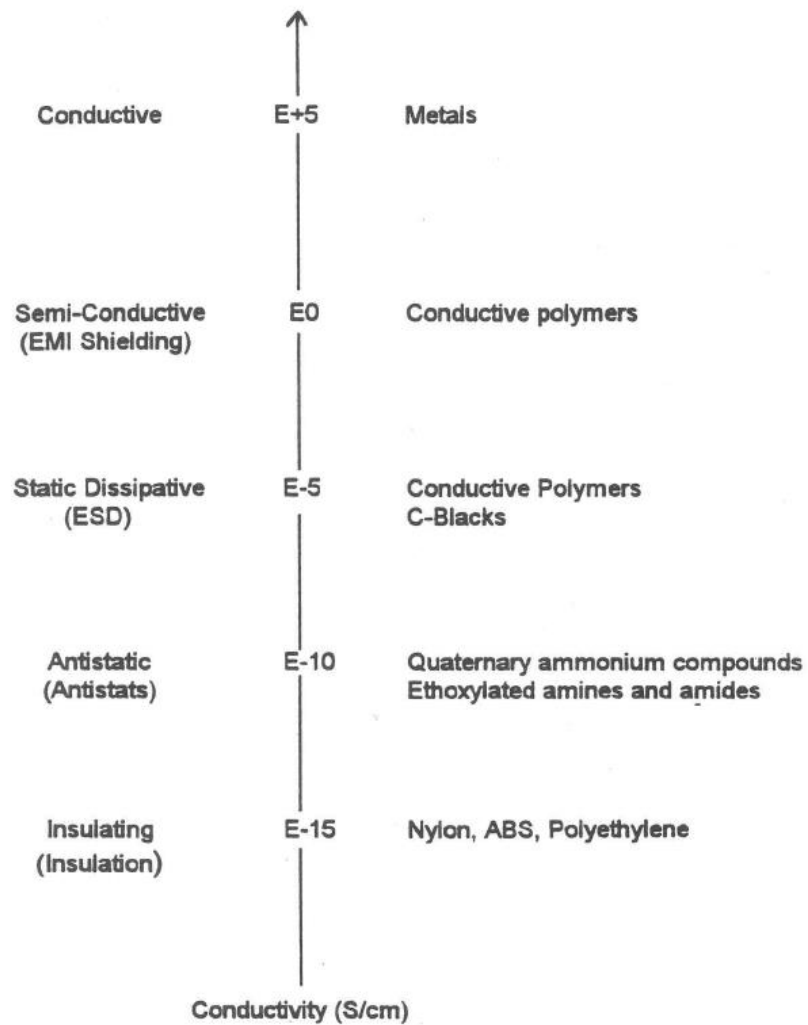 Conductive E+5 Metals
Semi-Conductive E0 Conductive polymers
(EMI Shielding)
Static Dissipative E-5 Conductive Polymers
(ESD) C-Blacks
Antistatic E-10 Quaternary ammonium compounds
(Antistats) Ethoxylated amines and amides
Insulating E-15 Nylon, ABS, Polyethylene
(Insulation)
Conductivity (S/cm)